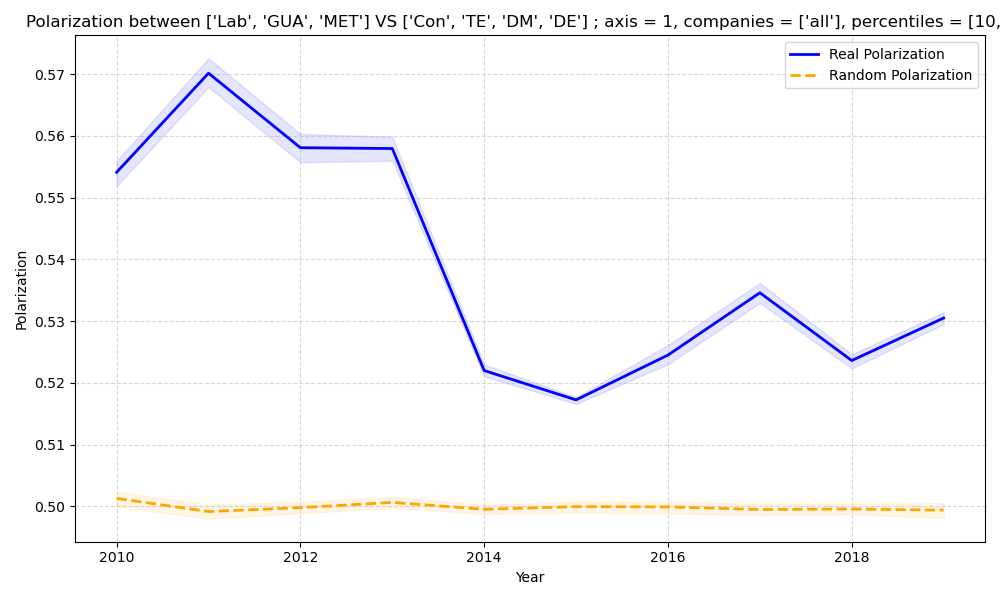 Polarization between ['Lab', 'GUA', 'MET'] VS ['Con', 'TE', 'DM', 'DE'] ; axis = 1, companies = ['all'], percentiles = [10,
Real Polarization
Random Polarization
0.57
0.56
0.55
0.54
0.53
0.52
0.51
0.50
Polarization
2010
2012
2014
2016
2018
Year